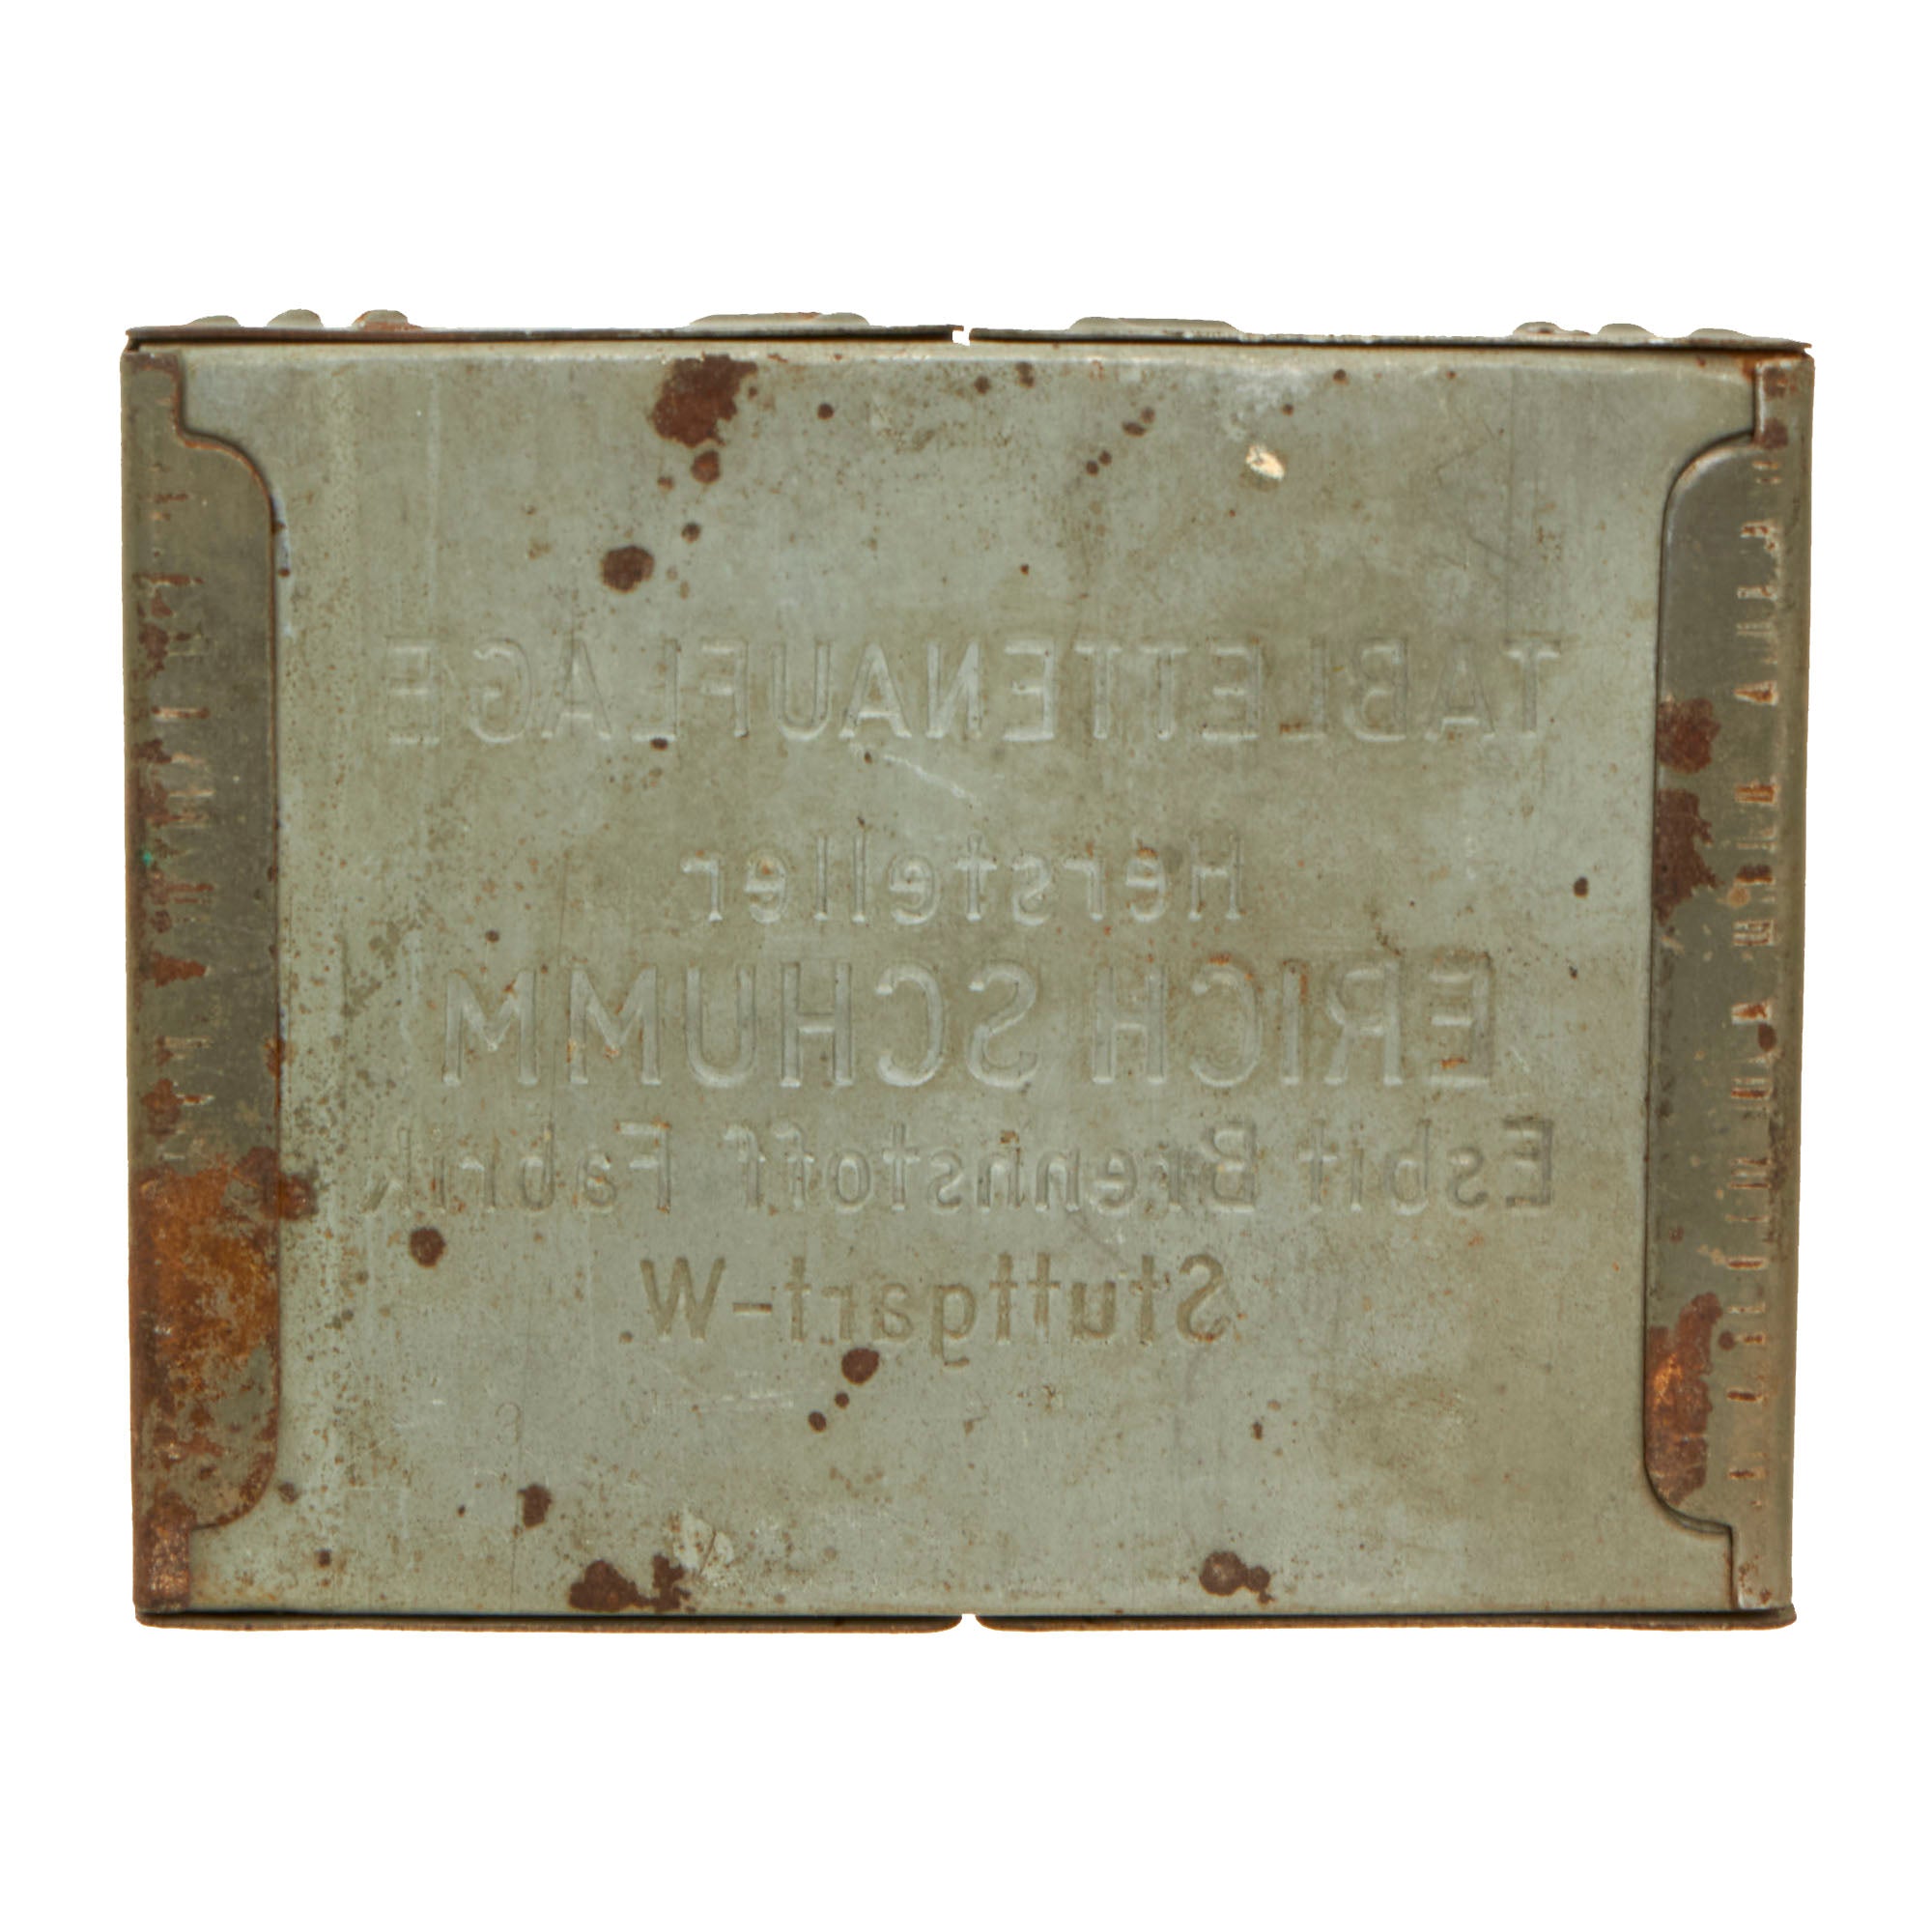 TABLETTENAUFLAGE
Hersteller
ERICH SCHUMM
Esbit Brennstoff Fabrik
Stuttgart-W.